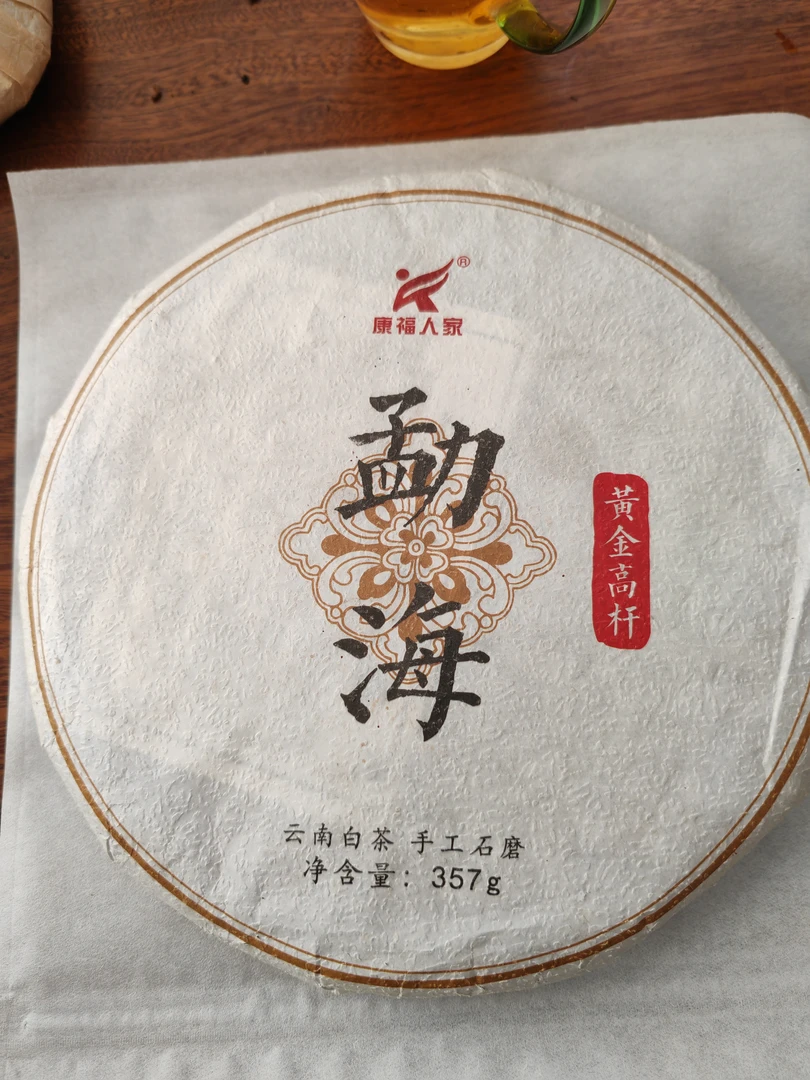 ®
康福人家
勐海
黄金高杆
云南白茶 手工石磨
净含量：357g